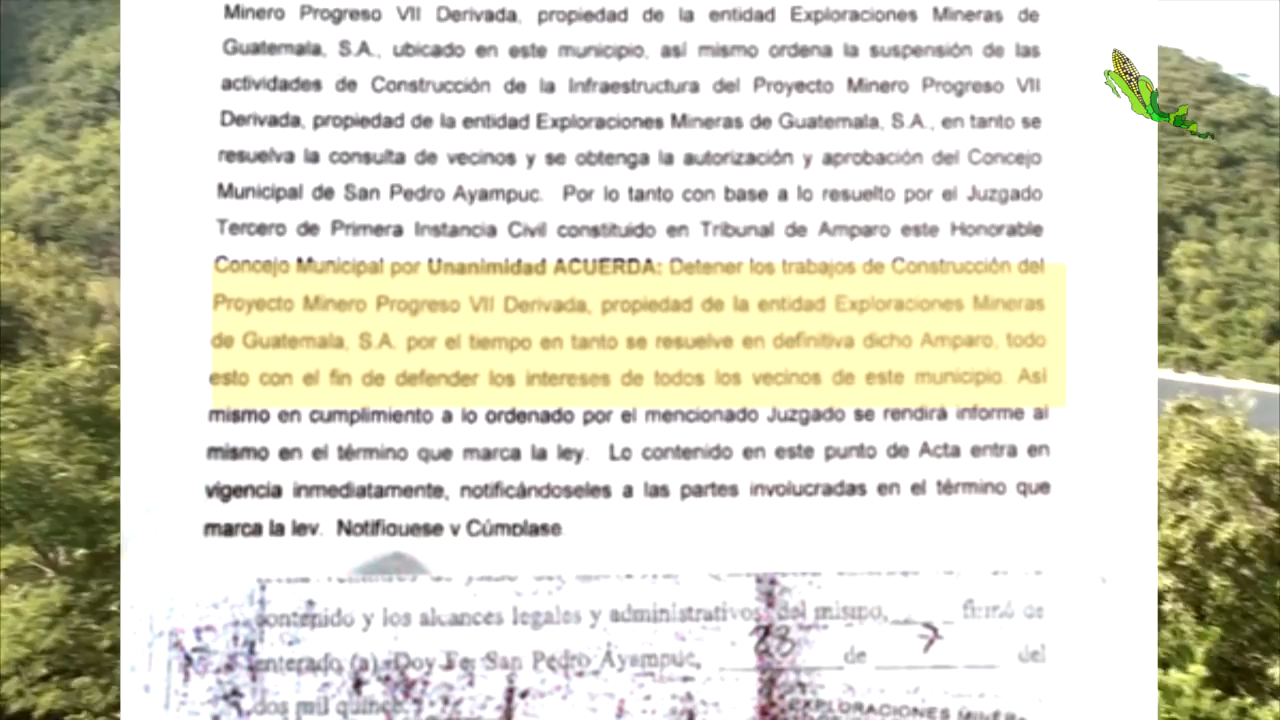 Minero Progreso VII Derivada, propiedad de la entidad Exploraciones Mineras de
Guatemala, S.A., ubicado en este municipio, así mismo ordena la suspensión de las
actividades de Construcción de la Infraestructura del Proyecto Minero Progreso VII
Derivada, propiedad de la entidad Exploraciones Mineras de Guatemala, S.A., en tanto se
resuelva la consulta de vecinos y se obtenga la autorización y aprobación del Concejo
Municipal de San Pedro Ayampuc. Por lo tanto con base a lo resuelto por el Juzgado
Tercero de Primera Instancia Civil constituido en Tribunal de Amparo este Honorable
Concejo Municipal por Unanimidad ACUERDA: Detener los trabajos de Construcción del
Proyecto Minero Progreso VII Derivada, propiedad de la entidad Exploraciones Mineras
de Guatemala, S.A. por el tiempo en tanto se resuelve en definitiva dicho Amparo, todo
esto con el fin de defender los intereses de todos los vecinos de este municipio. Así
mismo en cumplimiento a lo ordenado por el mencionado Juzgado se rendirá informe al
mismo en el término que marca la ley. Lo contenido en este punto de Acta entra en
vigencia inmediatamente, notificándoseles a las partes involucradas en el término que
marca la ley. Notifíquese y Cúmplase
contenido y los alcances legales y administrativos del mismo, firmó de
enterado (a) Doy Fe. San Pedro Ayampuc, 23 de 7 del
dos mil quince
EXPLORACIONES